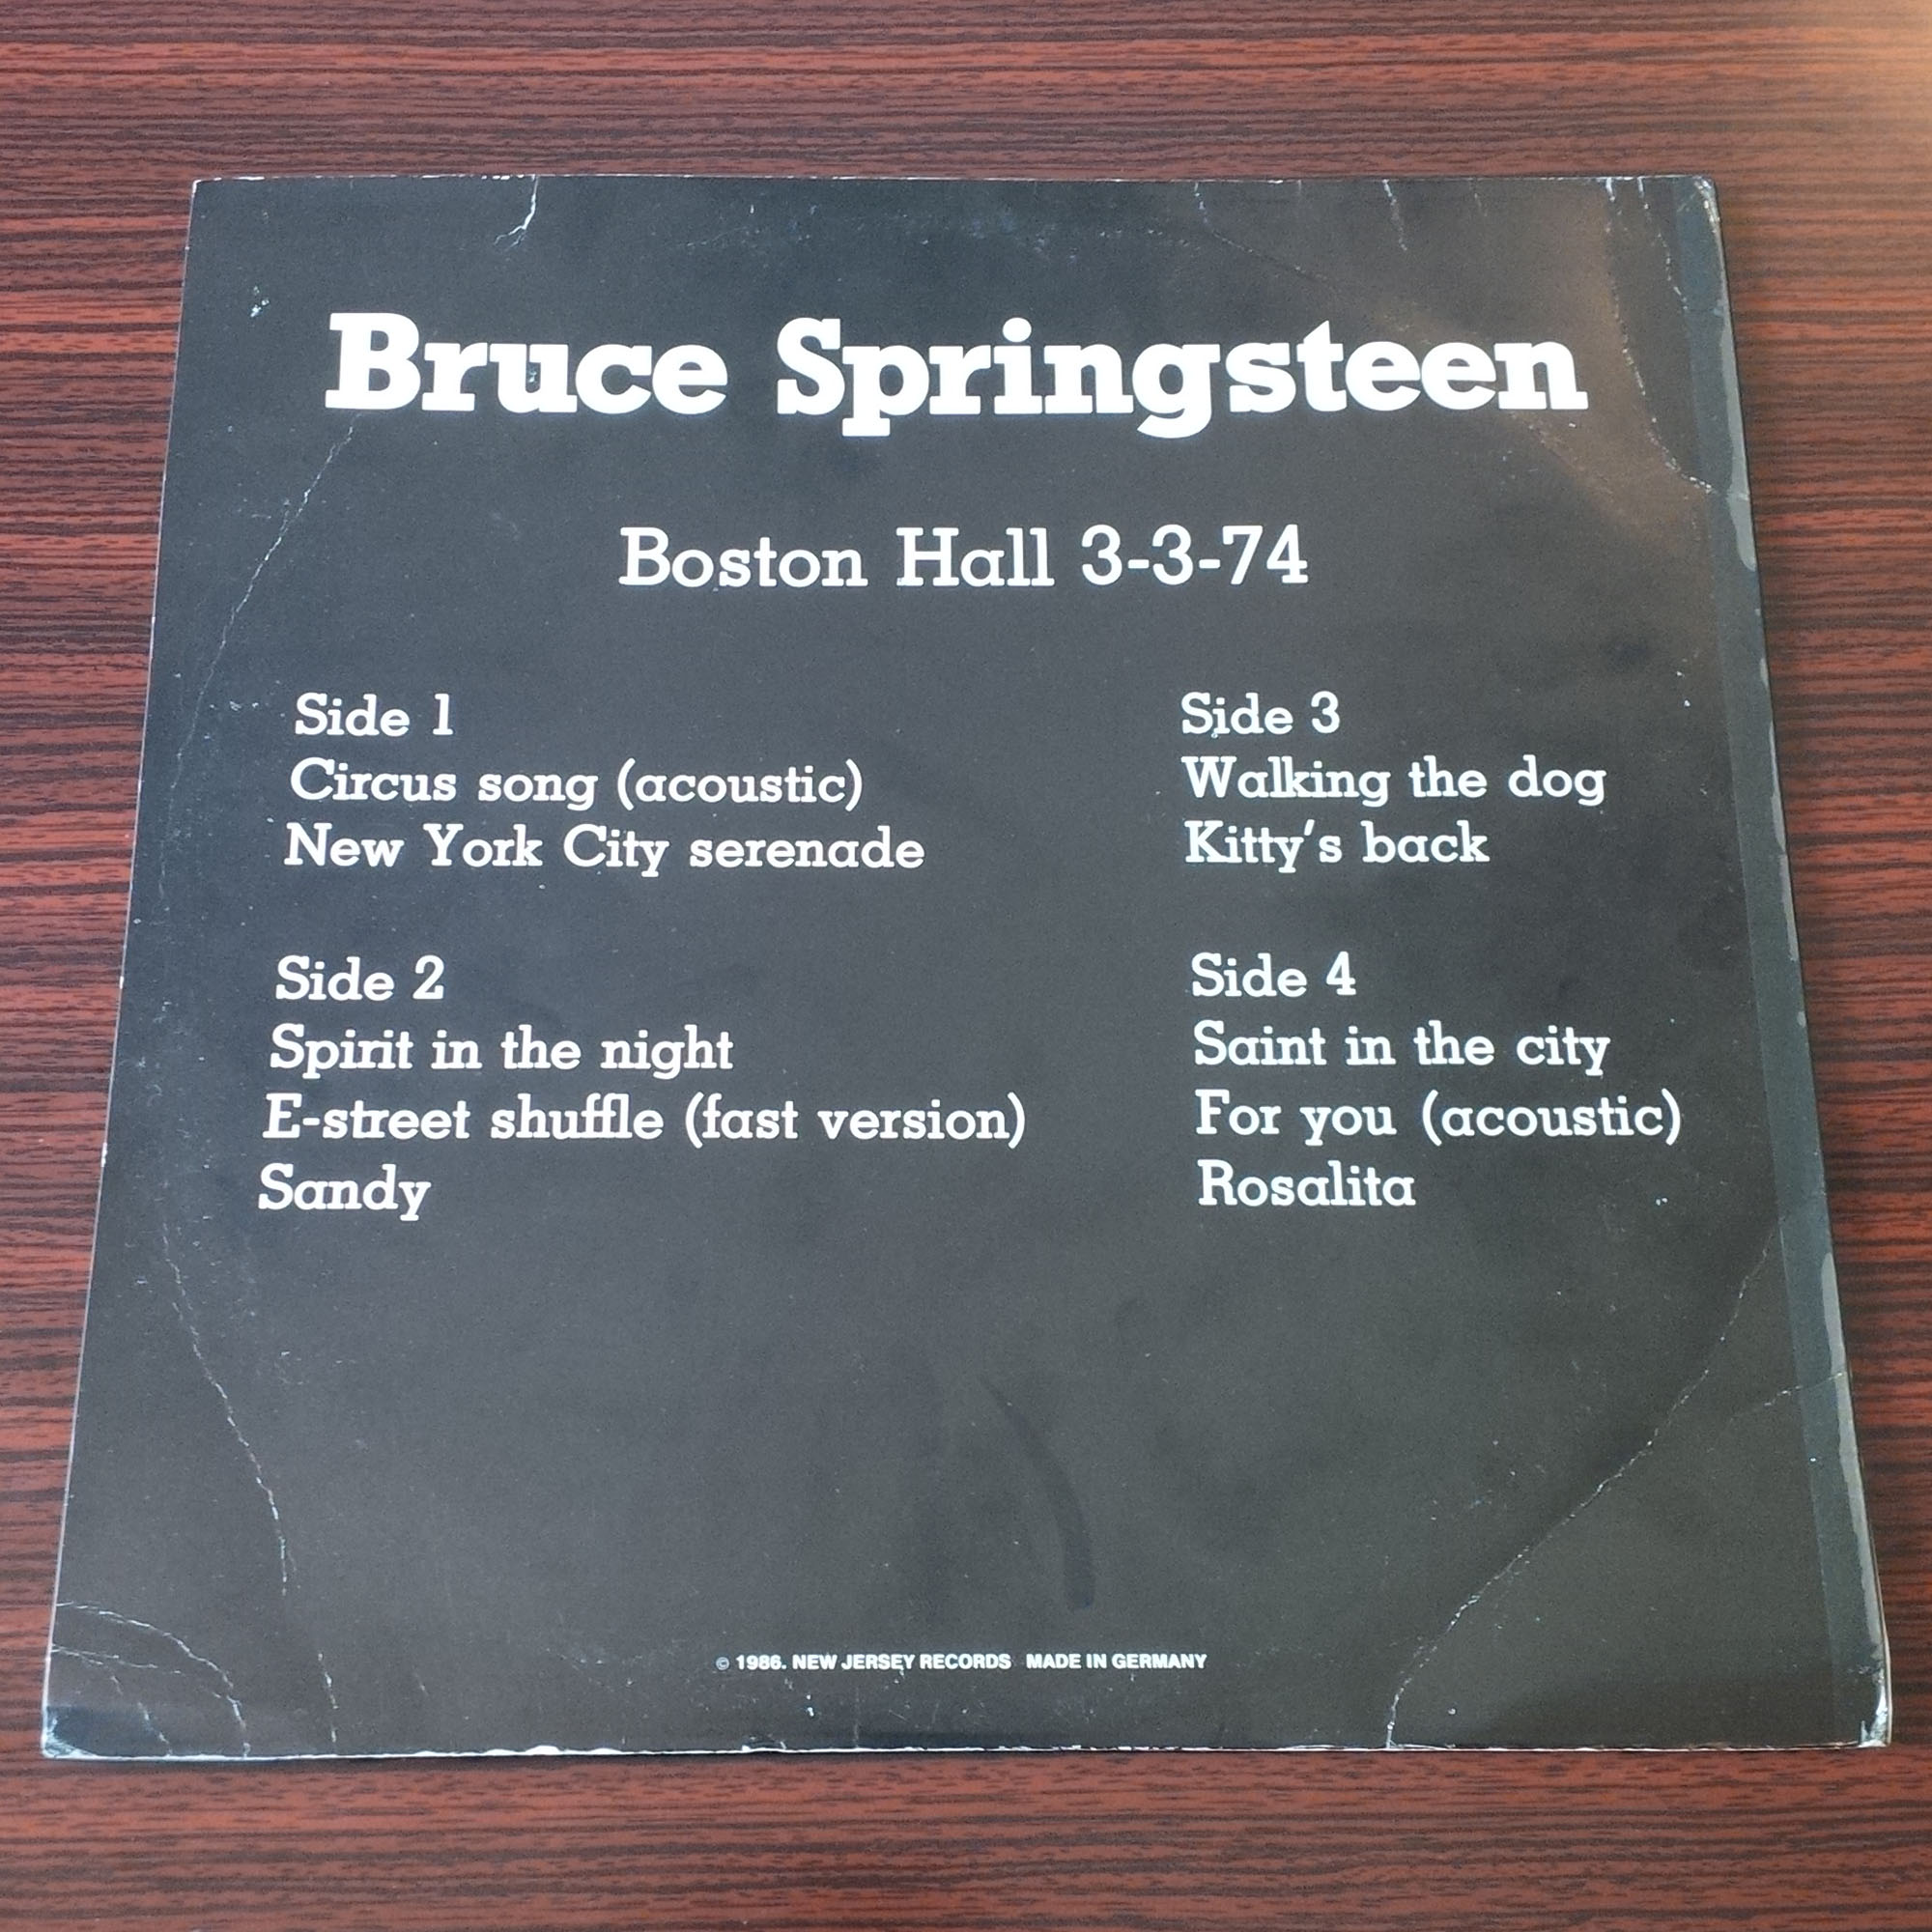 Bruce Springsteen
Boston Hall 3-3-74
Side 1
Circus song (acoustic)
New York City serenade
Side 2
Spirit in the night
E-street shuffle (fast version)
Sandy
Side 3
Walking the dog
Kitty's back
Side 4
Saint in the city
For you (acoustic)
Rosalita
© 1986. NEW JERSEY RECORDS MADE IN GERMANY